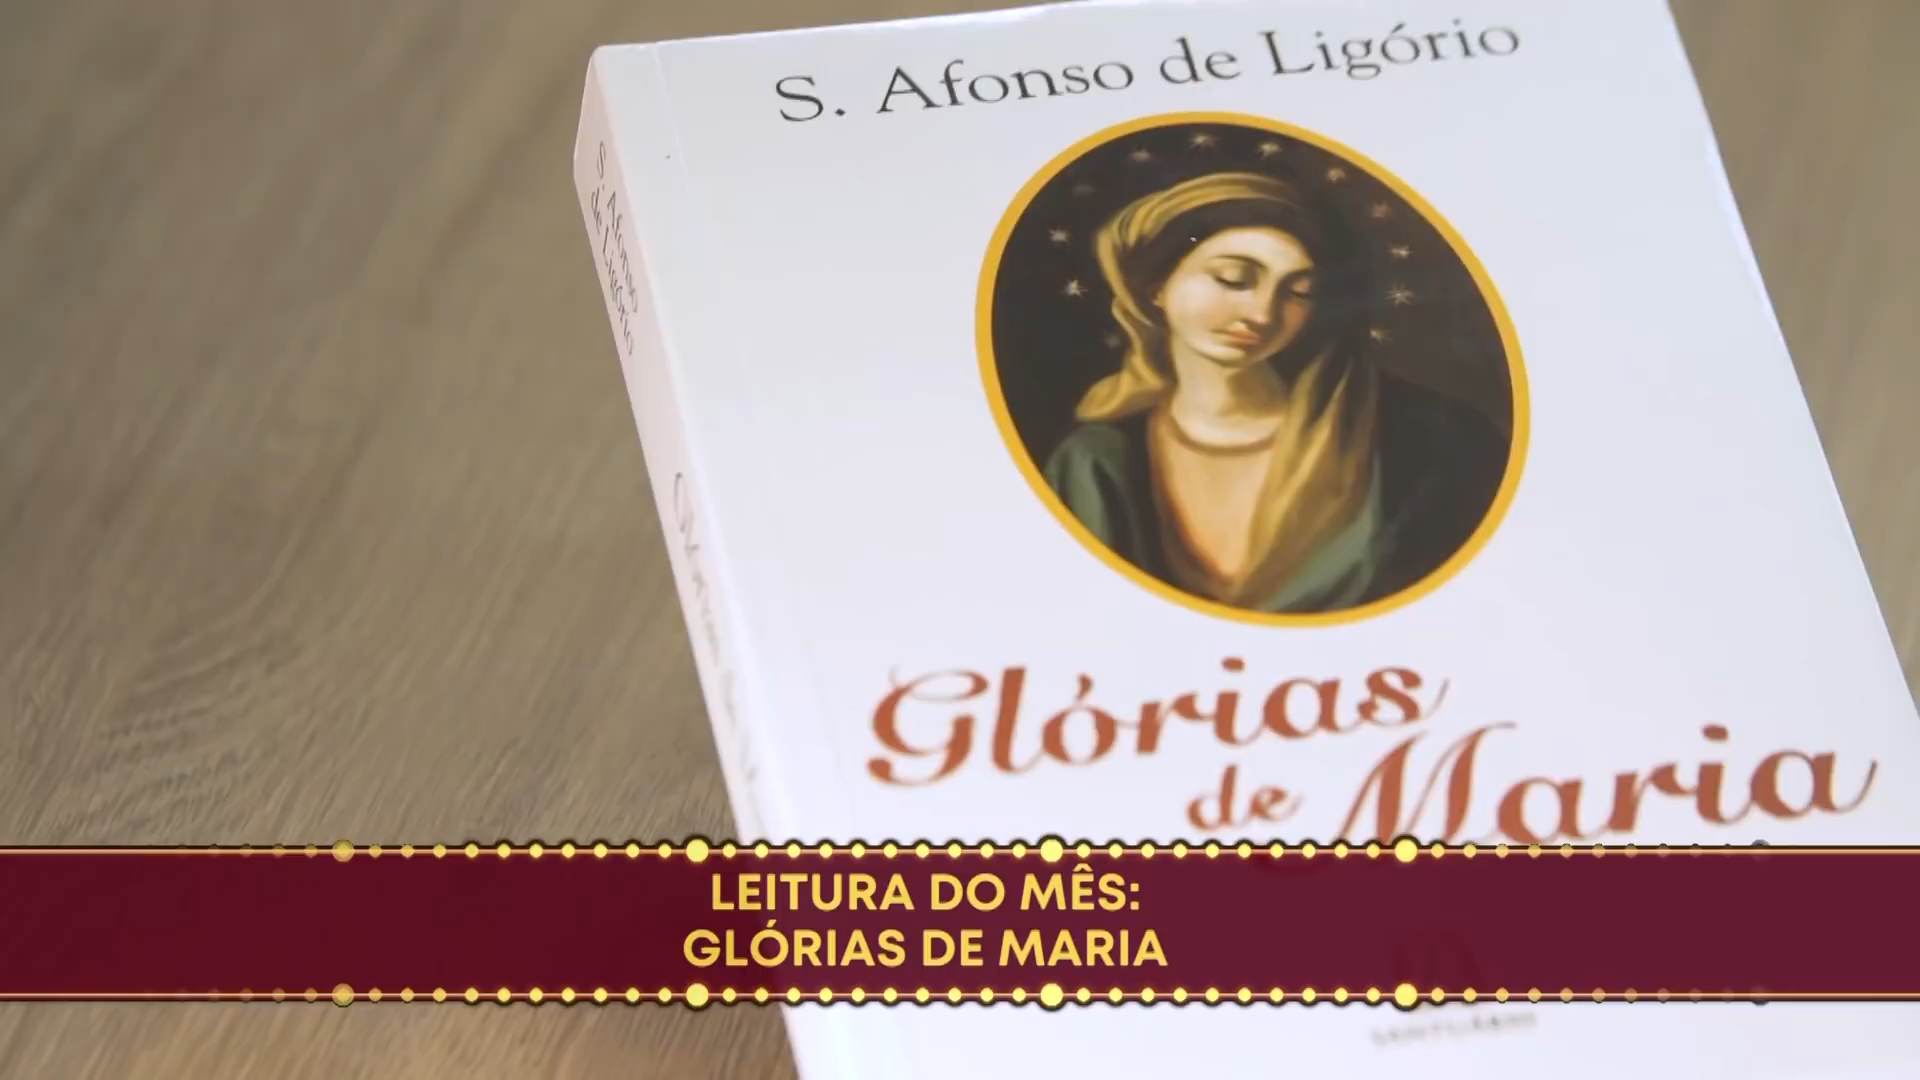 S. Afonso de Ligório
S. Afonso
de Ligório
Glórias
de Maria
LEITURA DO MÊS:
GLÓRIAS DE MARIA